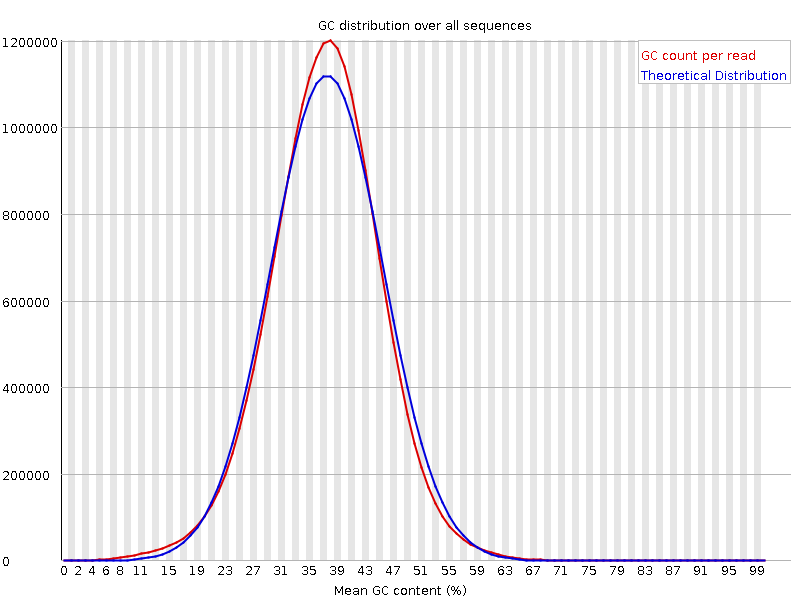 GC distribution over all sequences
GC count per read
Theoretical Distribution
1200000
1000000
800000
600000
400000
200000
0
0 2 4 6 8 11 15 19 23 27 31 35 39 43 47 51 55 59 63 67 71 75 79 83 87 91 95 99
Mean GC content (%)